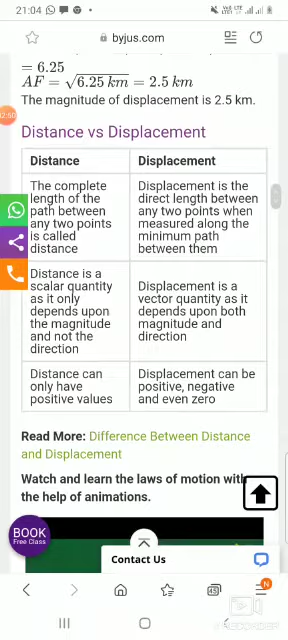 21:04
byjus.com
= 6.25
AF = √6.25 km = 2.5 km
The magnitude of displacement is 2.5 km.
02:50
Distance vs Displacement
Distance
Displacement
The complete
length of the
path between
any two points
is called
distance
Displacement is the
direct length between
any two points when
measured along the
minimum path
between them
Distance is a
scalar quantity
as it only
depends upon
the magnitude
and not the
direction
Displacement is a
vector quantity as it
depends upon both
magnitude and
direction
Distance can
only have
positive values
Displacement can be
positive, negative
and even zero
Read More: Difference Between Distance
and Displacement
Watch and learn the laws of motion with
the help of animations.
BOOK
Free Class
Contact Us
45
N